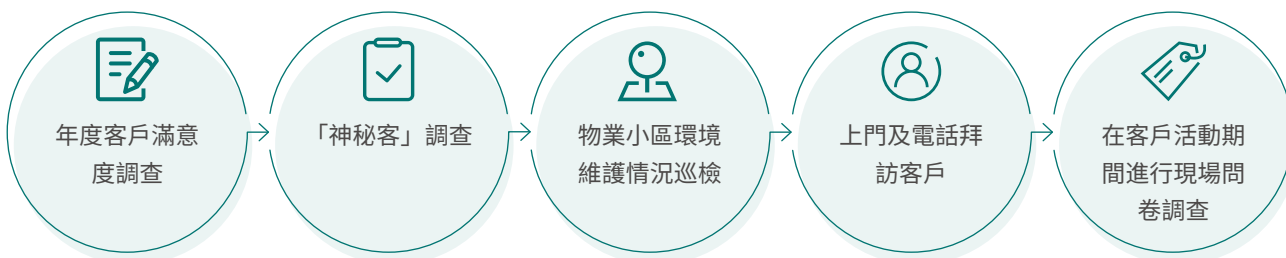 年度客戶滿意
度調查
「神秘客」調查
物業小區環境
維護情況巡檢
上門及電話拜
訪客戶
在客戶活動期
間進行現場問
卷調查